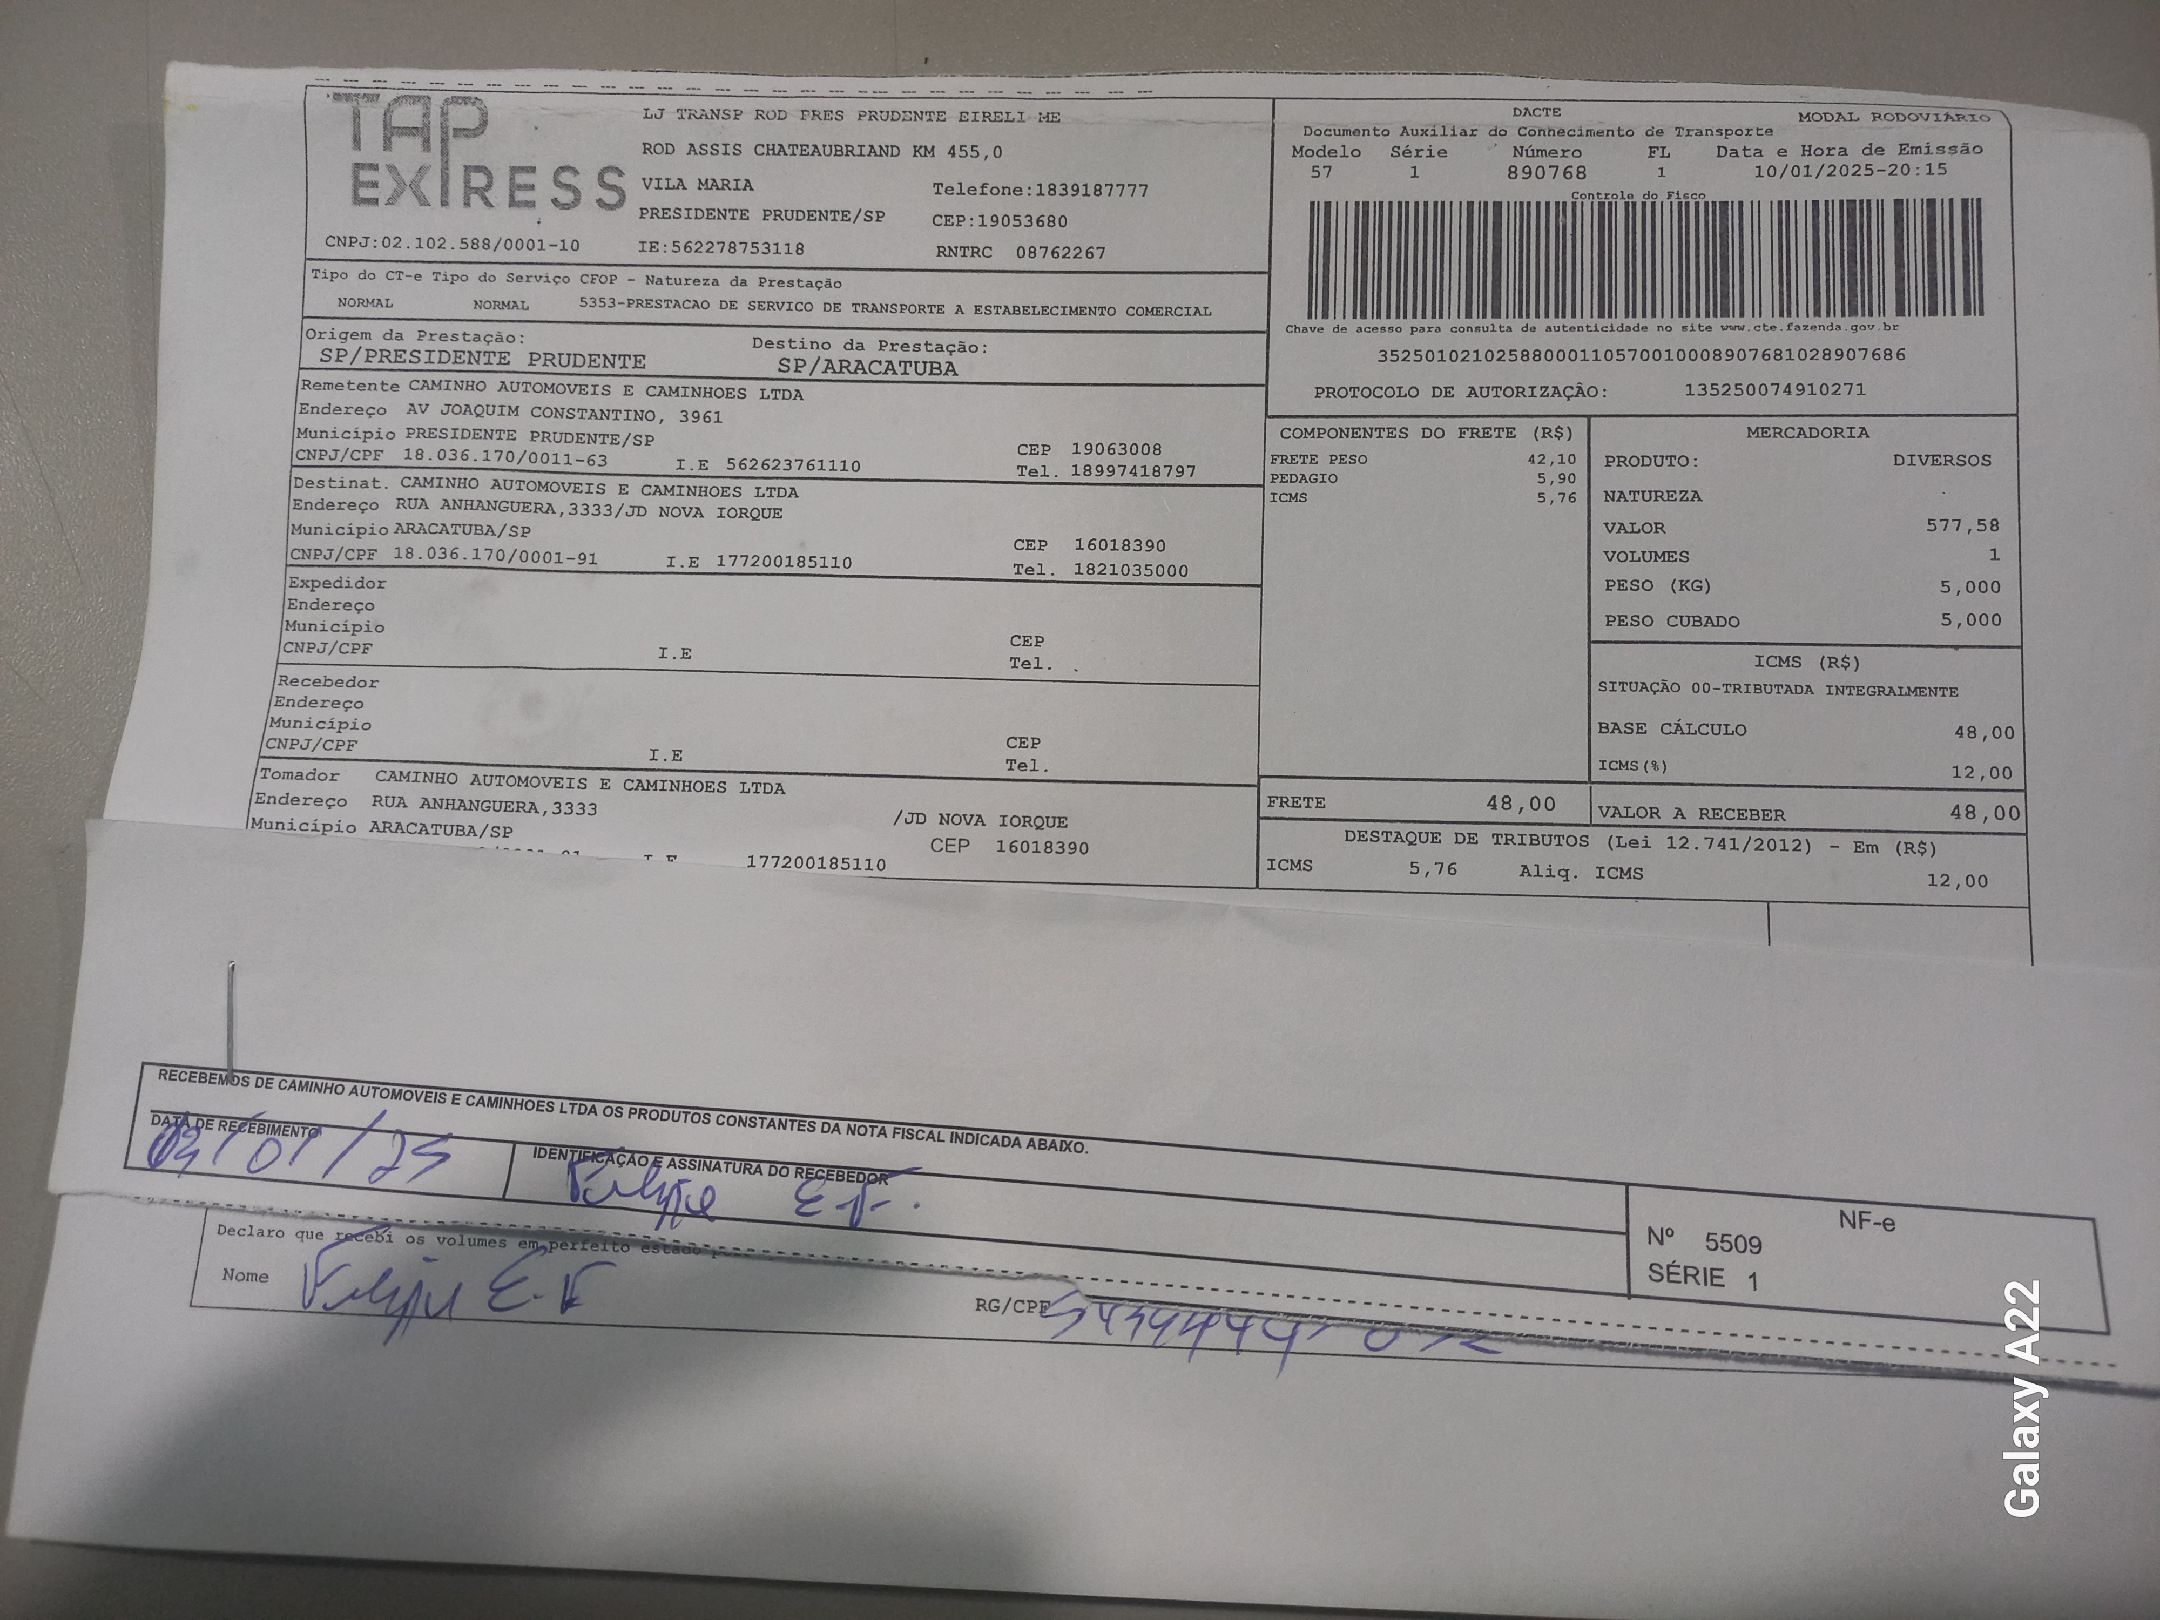 TAP EXPRESS
LJ TRANSP ROD PRES PRUDENTE EIRELI ME
ROD ASSIS CHATEAUBRIAND KM 455,0
VILA MARIA Telefone:1839187777
PRESIDENTE PRUDENTE/SP CEP:19053680
CNPJ:02.102.588/0001-10 IE:562278753118 RNTRC 08762267
Tipo do CT-e Tipo do Serviço CFOP - Natureza da Prestação
NORMAL NORMAL 5353-PRESTACAO DE SERVICO DE TRANSPORTE A ESTABELECIMENTO COMERCIAL
Origem da Prestação: Destino da Prestação:
SP/PRESIDENTE PRUDENTE SP/ARACATUBA
Remetente CAMINHO AUTOMOVEIS E CAMINHOES LTDA
Endereço AV JOAQUIM CONSTANTINO, 3961
Município PRESIDENTE PRUDENTE/SP CEP 19063008
CNPJ/CPF 18.036.170/0011-63 I.E 562623761110 Tel. 18997418797
Destinat. CAMINHO AUTOMOVEIS E CAMINHOES LTDA
Endereço RUA ANHANGUERA,3333/JD NOVA IORQUE
Município ARACATUBA/SP CEP 16018390
CNPJ/CPF 18.036.170/0001-91 I.E 177200185110 Tel. 1821035000
Expedidor
Endereço
Município CEP
CNPJ/CPF I.E Tel.
Recebedor
Endereço
Município CEP
CNPJ/CPF I.E Tel.
Tomador CAMINHO AUTOMOVEIS E CAMINHOES LTDA
Endereço RUA ANHANGUERA,3333 /JD NOVA IORQUE
Município ARACATUBA/SP CEP 16018390
I.E 177200185110
DACTE MODAL RODOVIÁRIO
Documento Auxiliar do Conhecimento de Transporte
Modelo Série Número FL Data e Hora de Emissão
57 1 890768 1 10/01/2025-20:15
Controle do Fisco
Chave de acesso para consulta de autenticidade no site www.cte.fazenda.gov.br
35250102102588000110570010008907681028907686
PROTOCOLO DE AUTORIZAÇÃO: 135250074910271
COMPONENTES DO FRETE (R$)
FRETE PESO 42,10
PEDAGIO 5,90
ICMS 5,76
MERCADORIA
PRODUTO: DIVERSOS
NATUREZA .
VALOR 577,58
VOLUMES 1
PESO (KG) 5,000
PESO CUBADO 5,000
ICMS (R$)
SITUAÇÃO 00-TRIBUTADA INTEGRALMENTE
BASE CÁLCULO 48,00
ICMS(%) 12,00
FRETE 48,00 VALOR A RECEBER 48,00
DESTAQUE DE TRIBUTOS (Lei 12.741/2012) - Em (R$)
ICMS 5,76 Aliq. ICMS 12,00
RECEBEMOS DE CAMINHO AUTOMOVEIS E CAMINHOES LTDA OS PRODUTOS CONSTANTES DA NOTA FISCAL INDICADA ABAIXO.
DATA DE RECEBIMENTO IDENTIFICAÇÃO E ASSINATURA DO RECEBEDOR
/01/25 Felipe E.F.
NF-e
Nº 5509
SÉRIE 1
Declaro que recebi os volumes em perfeito estado
Nome Felipe E.F RG/CPF
Galaxy A22